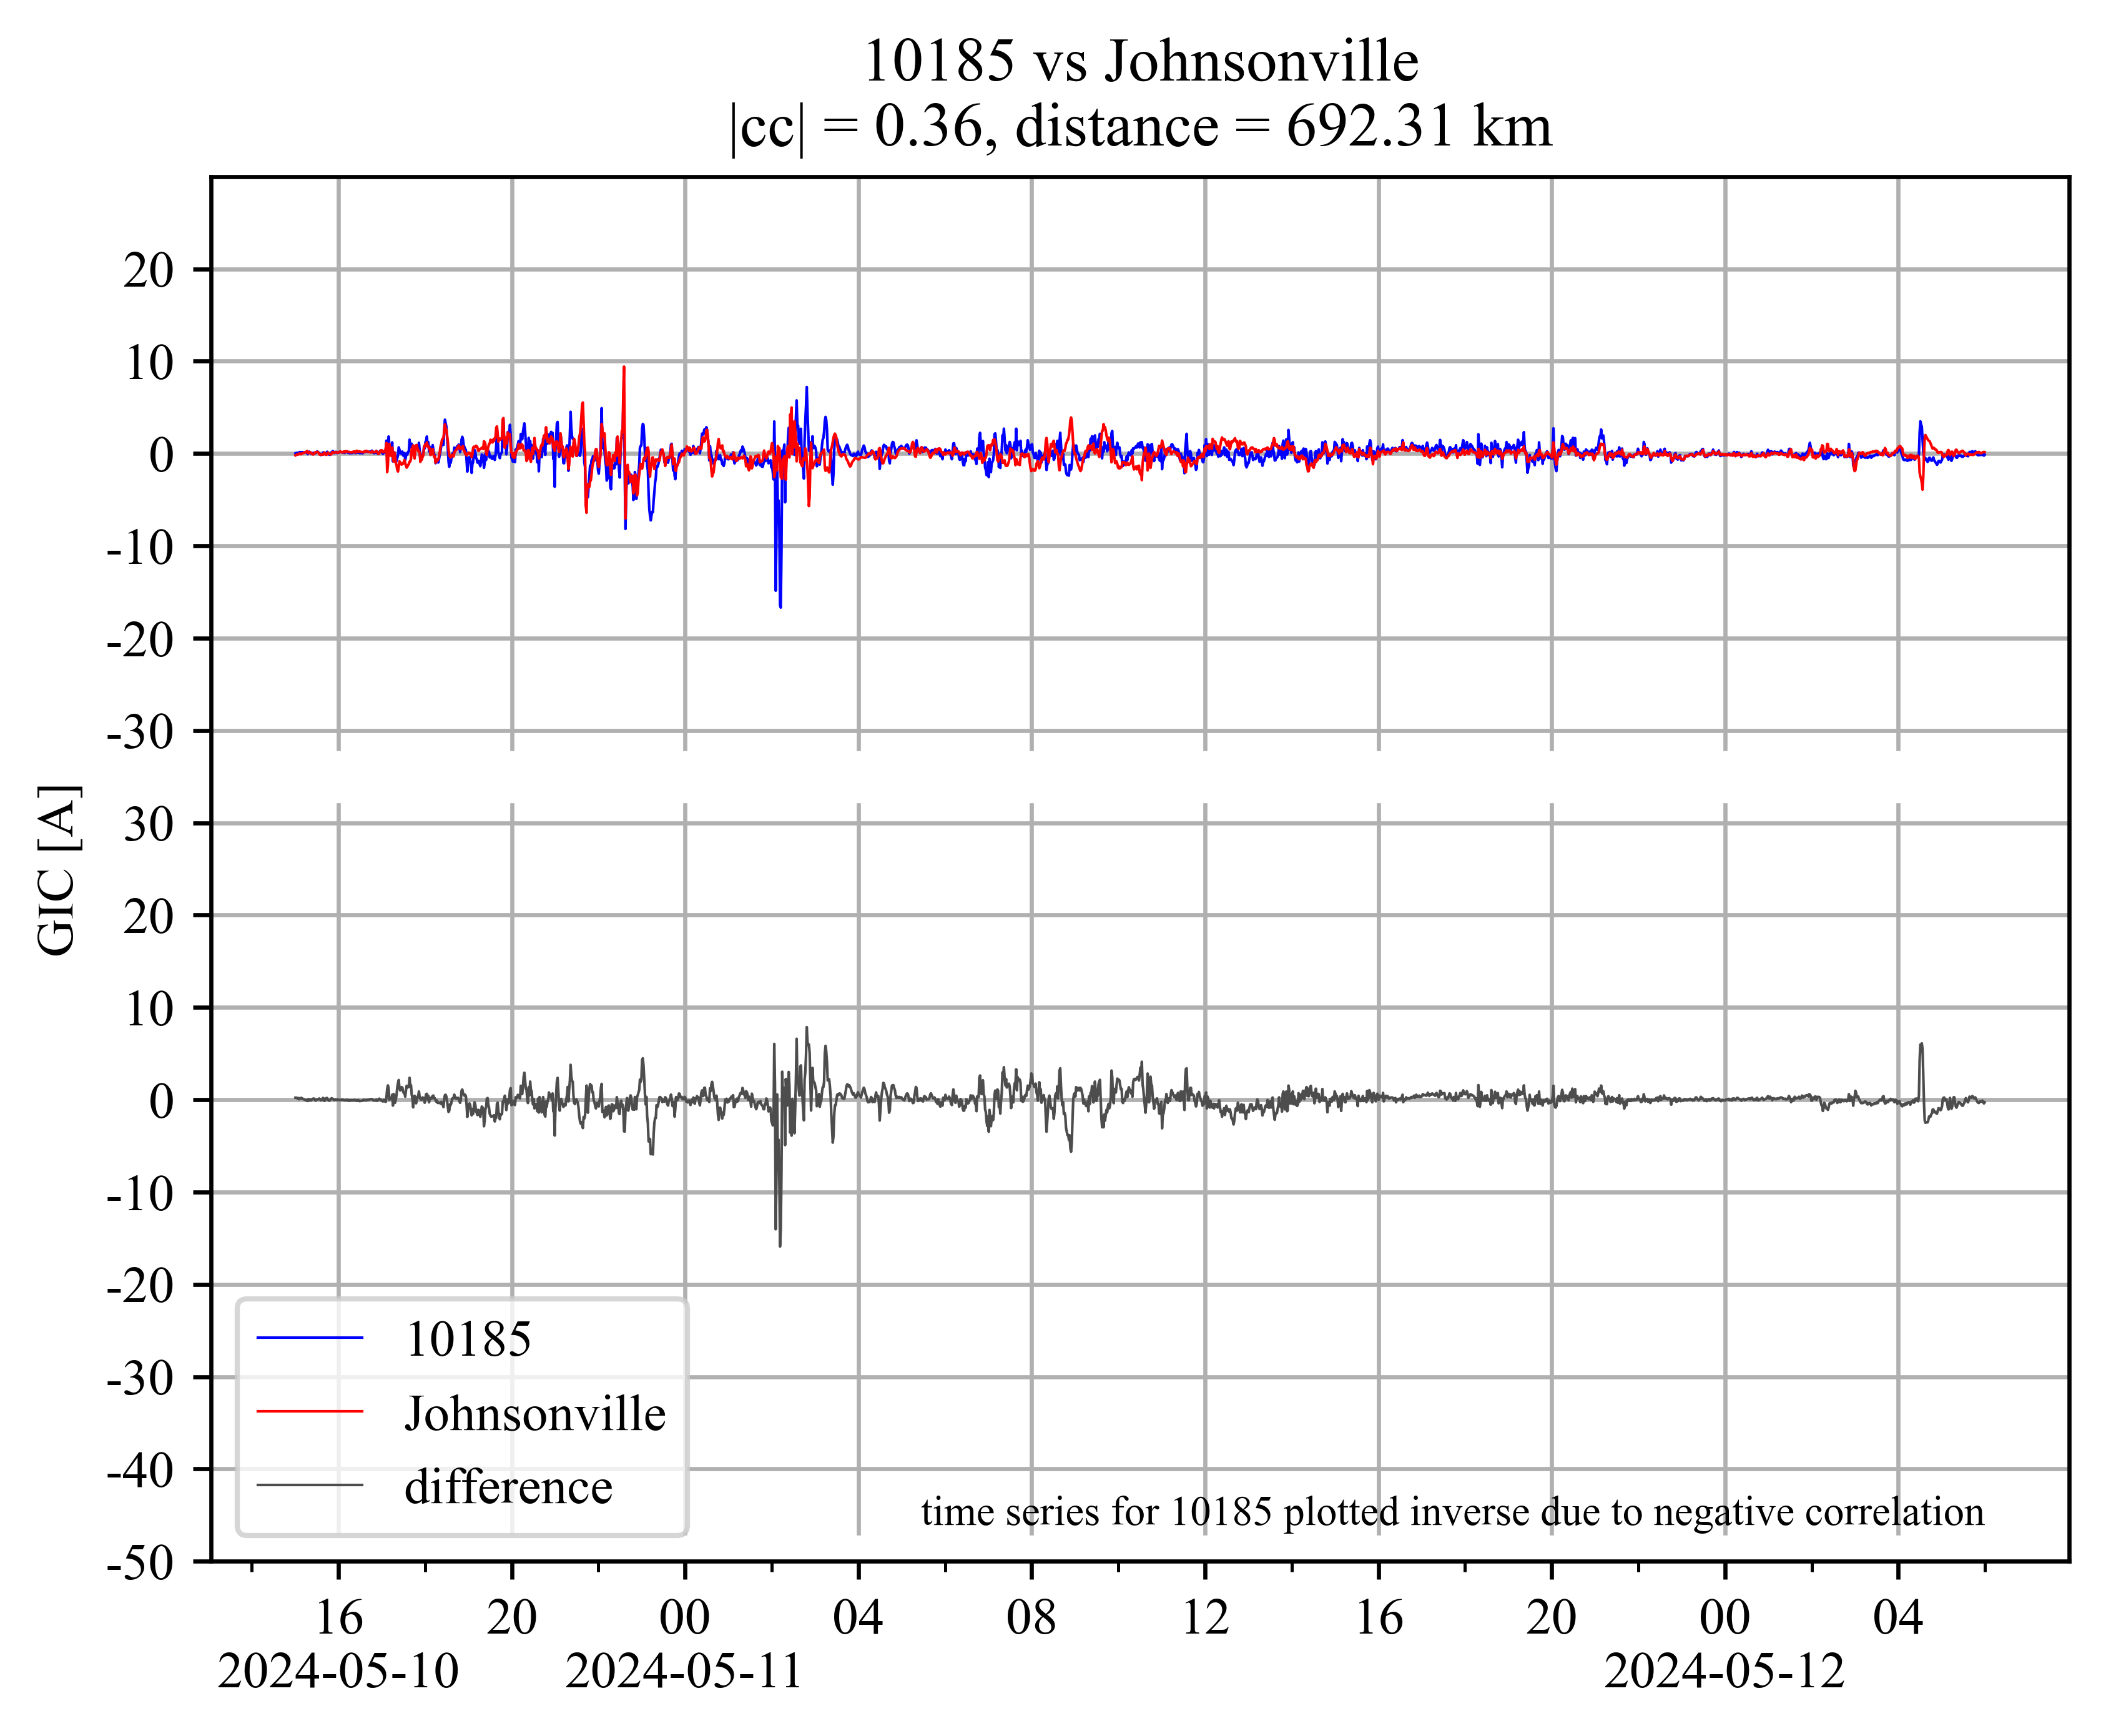 10185 vs Johnsonville
|cc| = 0.36, distance = 692.31 km
GIC [A]
20
10
0
-10
-20
-30
30
20
10
0
-10
-20
-30
-40
-50
10185
Johnsonville
difference
time series for 10185 plotted inverse due to negative correlation
16 20 00 04 08 12 16 20 00 04
2024-05-10 2024-05-11 2024-05-12